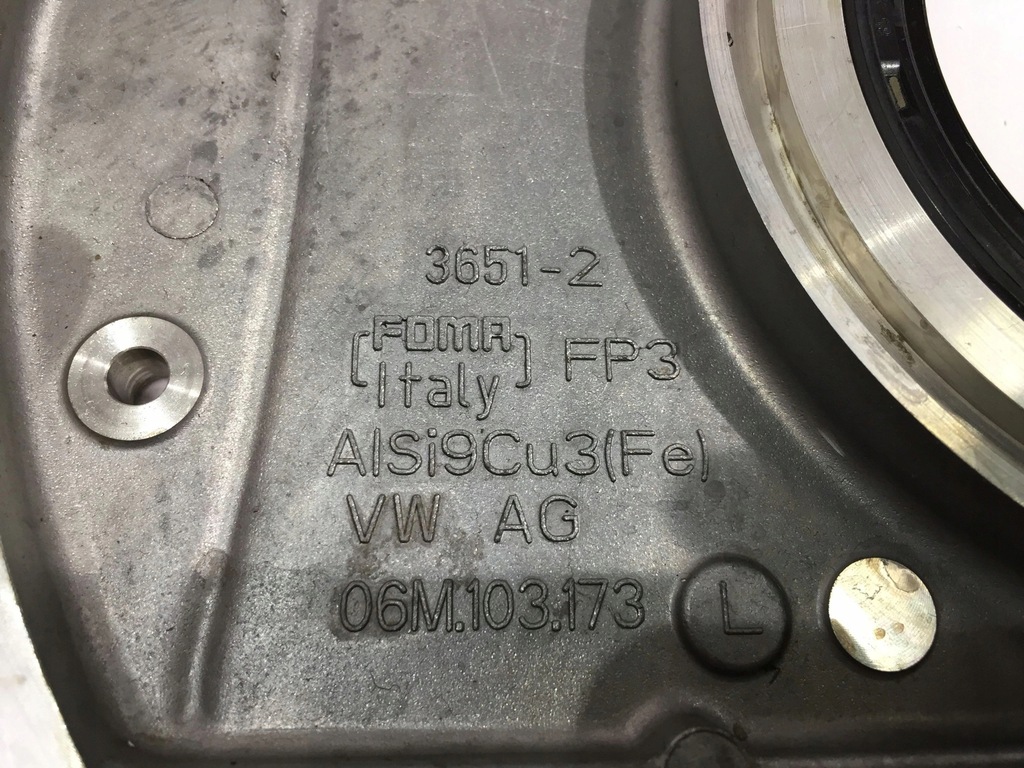 3651-2
FOMA
Italy
FP3
AlSi9Cu3(Fe)
VW AG
06M.103.173
L